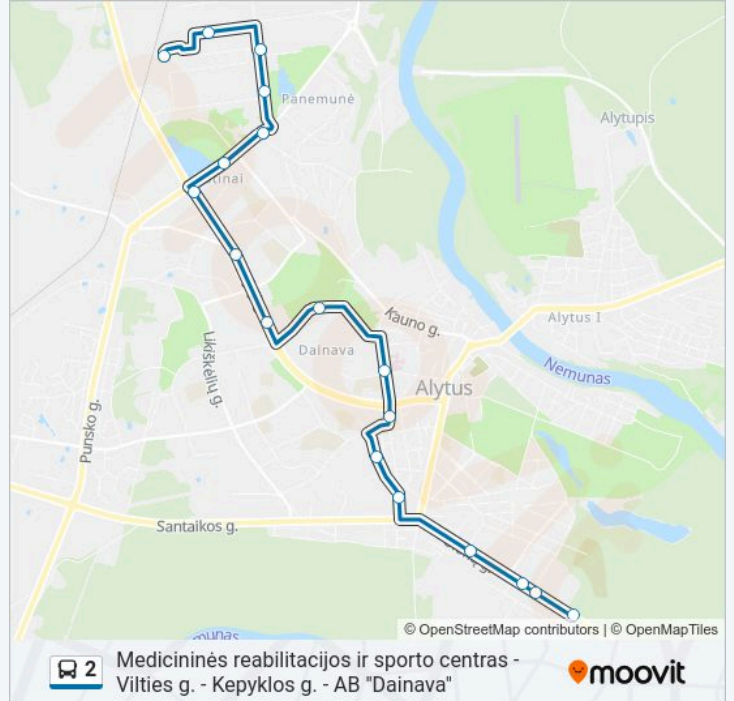 Panemunė
Alytupis
Kauno g.
Alytus I
Dainava
Likiškėlių g.
Nemunas
Alytus
Punsko g.
Santaikos g.
© OpenStreetMap contributors | © OpenMapTiles
2
Medicininės reabilitacijos ir sporto centras -
Vilties g. - Kepyklos g. - AB "Dainava"
moovit